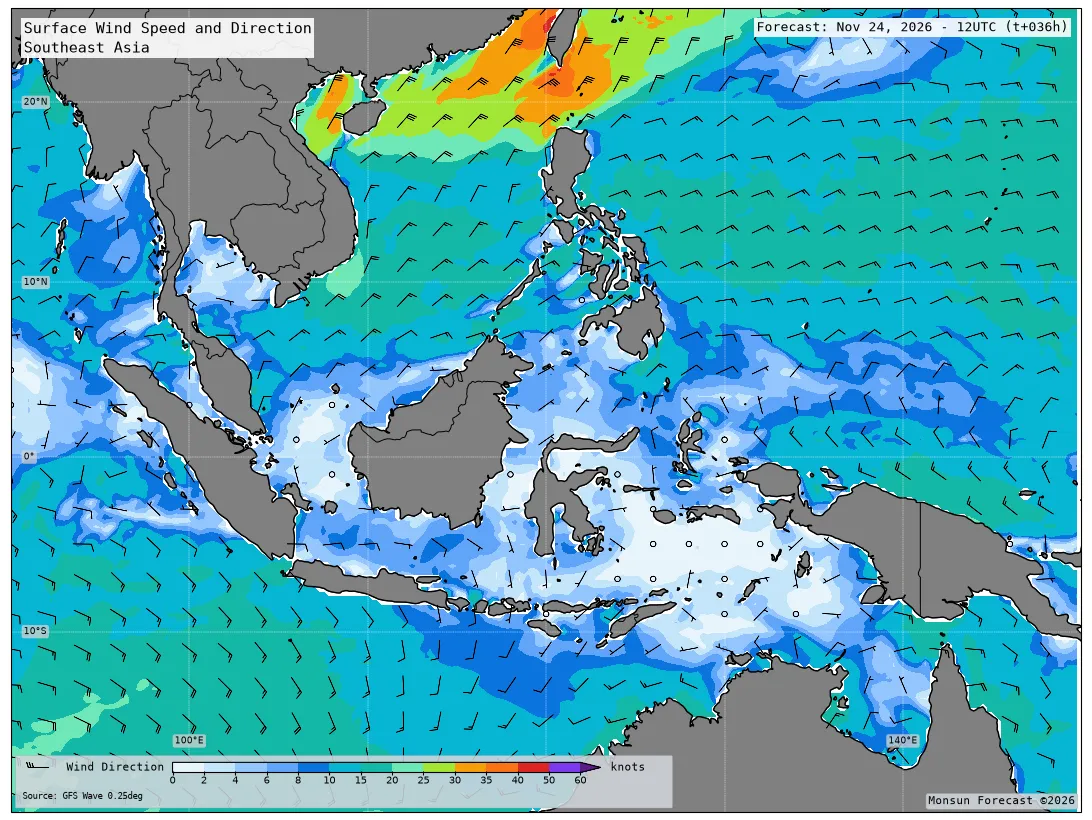 Surface Wind Speed and Direction
Southeast Asia
Forecast: Nov 24, 2026 - 12UTC (t+036h)
20°N
10°N
0°
10°S
100°E
140°E
Wind Direction
0 2 4 6 8 10 15 20 25 30 35 40 50 60
knots
Source: GFS Wave 0.25deg
Monsun Forecast ©2026